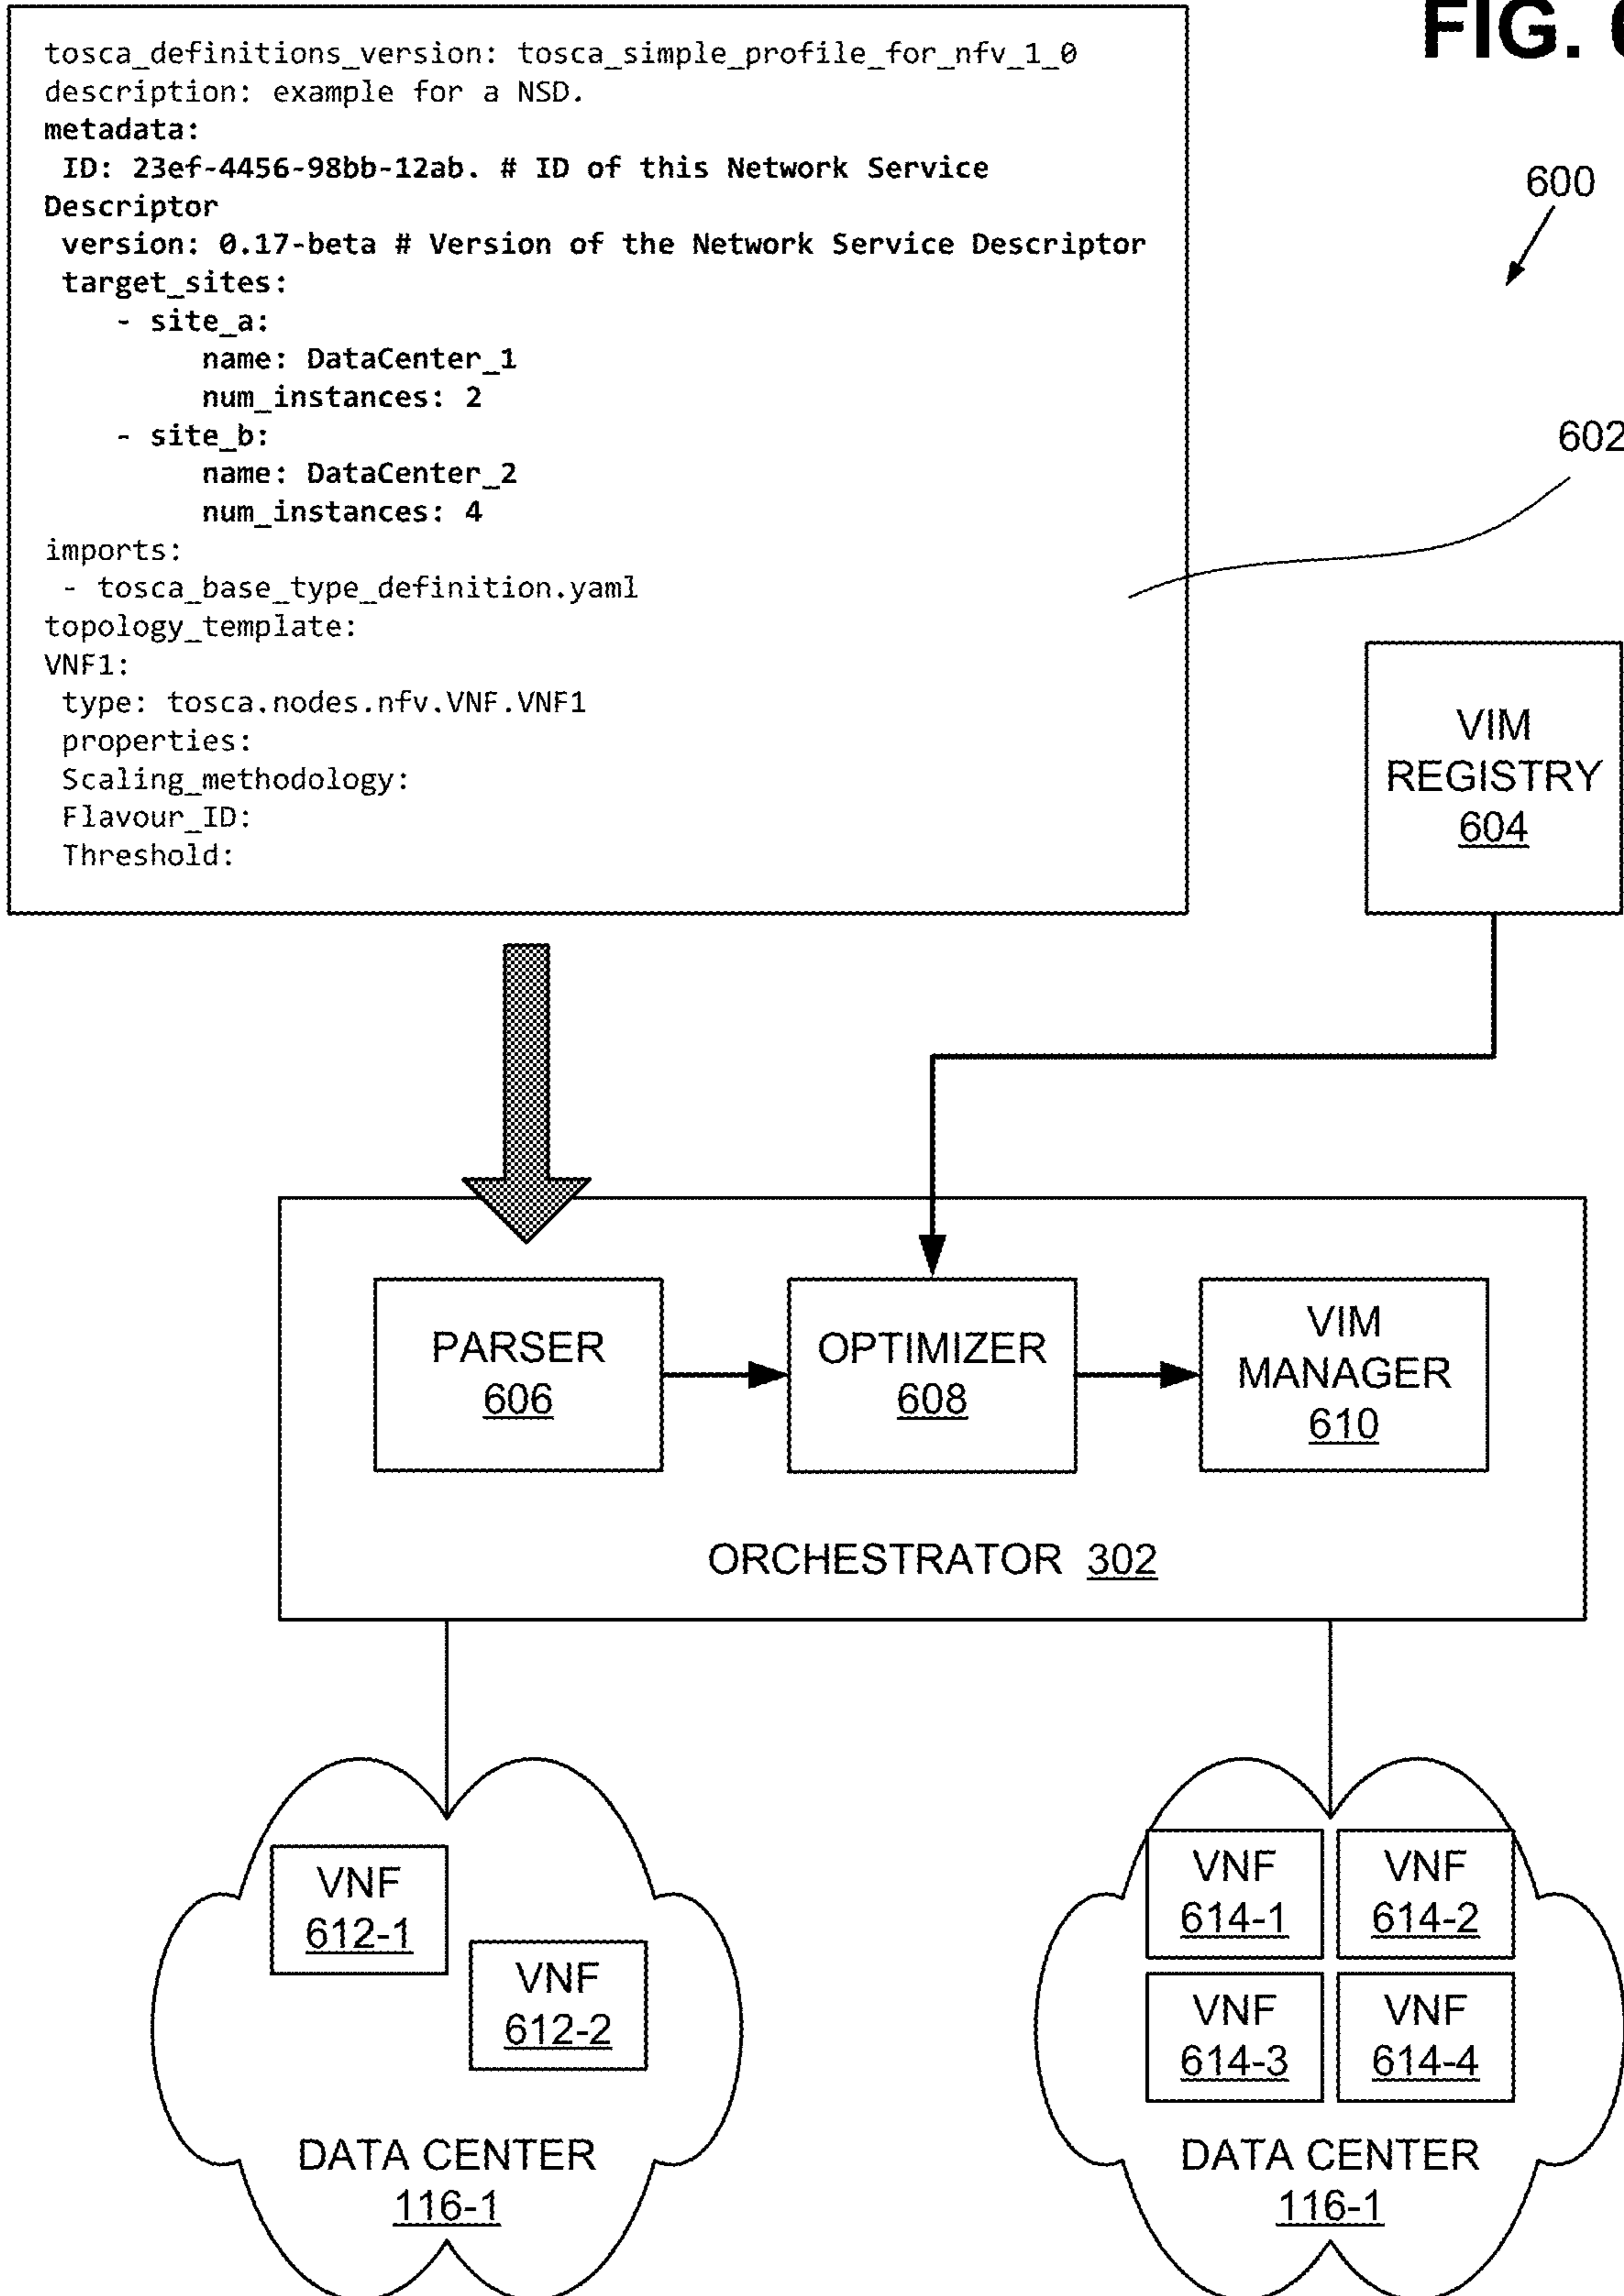 FIG. 6
tosca_definitions_version: tosca_simple_profile_for_nfv_1_0
description: example for a NSD.
metadata:
ID: 23ef-4456-98bb-12ab. # ID of this Network Service
Descriptor
version: 0.17-beta # Version of the Network Service Descriptor
target_sites:
- site_a:
name: DataCenter_1
num_instances: 2
- site_b:
name: DataCenter_2
num_instances: 4
imports:
- tosca_base_type_definition.yaml
topology_template:
VNF1:
type: tosca.nodes.nfv.VNF.VNF1
properties:
Scaling_methodology:
Flavour_ID:
Threshold:
600
602
VIM
REGISTRY
604
PARSER
606
OPTIMIZER
608
VIM
MANAGER
610
ORCHESTRATOR 302
VNF
612-1
VNF
612-2
DATA CENTER
116-1
VNF
614-1
VNF
614-2
VNF
614-3
VNF
614-4
DATA CENTER
116-1